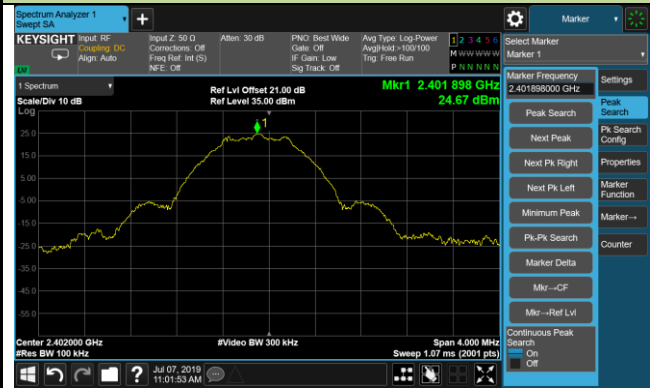 Spectrum Analyzer 1
Swept SA
+
Marker
KEYSIGHT
Input: RF
Coupling: DC
Align: Auto
Input Z: 50 Ω
Corrections: Off
Freq Ref: Int (S)
NFE: Off
Atten: 30 dB
PNO: Best Wide
Gate: Off
IF Gain: Low
Sig Track: Off
Avg Type: Log-Power
Avg|Hold:>100/100
Trig: Free Run
1 2 3 4 5 6
M W W W W W
P N N N N N
LXI
Select Marker
Marker 1
1 Spectrum
Scale/Div 10 dB
Log
Ref Lvl Offset 21.00 dB
Ref Level 35.00 dBm
Mkr1 2.401 898 GHz
24.67 dBm
1
25.0
15.0
5.00
-5.00
-15.0
-25.0
-35.0
-45.0
-55.0
Center 2.402000 GHz
#Res BW 100 kHz
#Video BW 300 kHz
Span 4.000 MHz
Sweep 1.07 ms (2001 pts)
Marker Frequency
2.401898000 GHz
Peak Search
Next Peak
Next Pk Right
Next Pk Left
Minimum Peak
Pk-Pk Search
Marker Delta
Mkr→CF
Mkr→Ref Lvl
Continuous Peak
Search
On
Off
Settings
Peak
Search
Pk Search
Config
Properties
Marker
Function
Marker→
Counter
?
Jul 07, 2019
11:01:53 AM